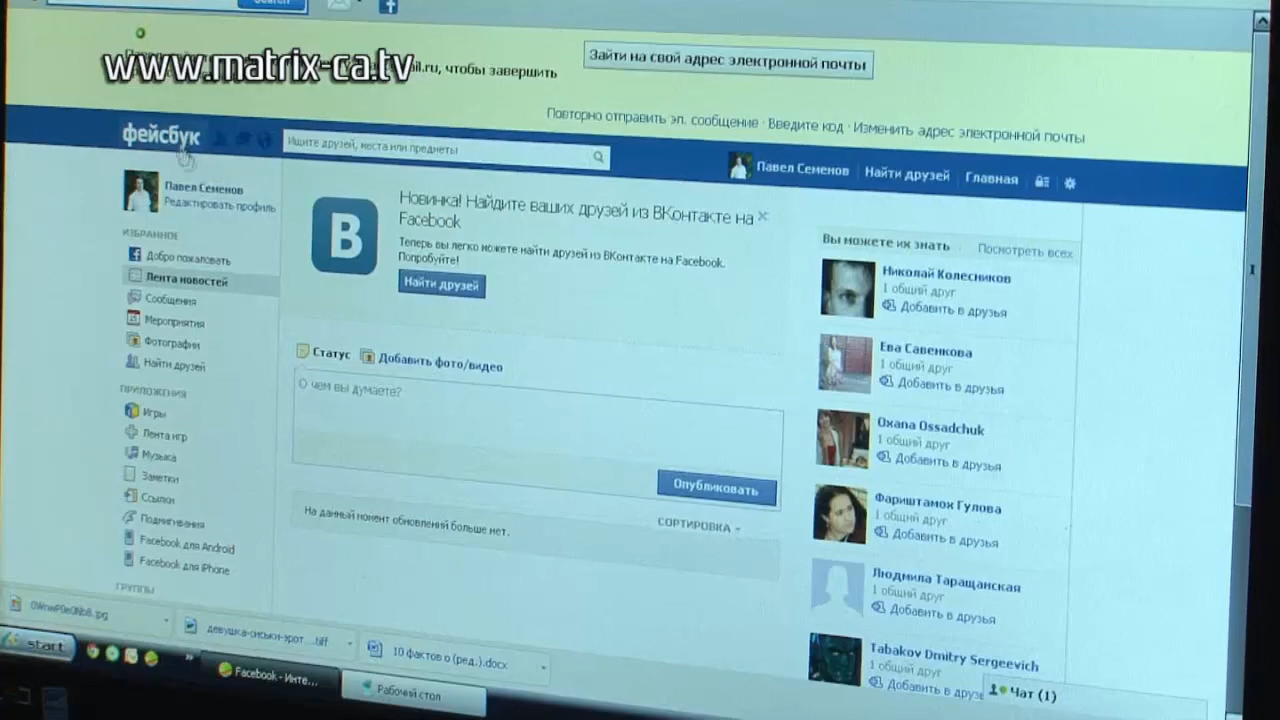 Search
www.matrix-ca.tv
il.ru, чтобы завершить
Зайти на свой адрес электронной почты
Повторно отправить эл. сообщение · Введите код · Изменить адрес электронной почты
фейсбук
Ищите друзей, места или предметы
Павел Семенов
Найти друзей
Главная
Павел Семенов
Редактировать профиль
ИЗБРАННОЕ
Добро пожаловать
Лента новостей
Сообщения
Мероприятия
Фотографии
Найти друзей
ПРИЛОЖЕНИЯ
Игры
Лента игр
Музыка
Заметки
Ссылки
Подмигивания
Facebook для Android
Facebook для iPhone
ГРУППЫ
В
Новинка! Найдите ваших друзей из ВКонтакте на
Facebook
Теперь вы легко можете найти друзей из ВКонтакте на Facebook.
Попробуйте!
Найти друзей
Статус
Добавить фото/видео
О чем вы думаете?
Опубликовать
СОРТИРОВКА
На данный момент обновлений больше нет.
Вы можете их знать
Посмотреть всех
Николай Колесников
1 общий друг
Добавить в друзья
Ева Савенкова
1 общий друг
Добавить в друзья
Oxana Ossadchuk
1 общий друг
Добавить в друзья
Фариштамох Гулова
1 общий друг
Добавить в друзья
Людмила Таращанская
1 общий друг
Добавить в друзья
Tabakov Dmitry Sergeevich
1 общий друг
Добавить в друзь
Чат (1)
девушка-сиськи-эрот....tiff
10 фактов о (ред.).docx
start
Facebook - Инте...
Рабочий стол